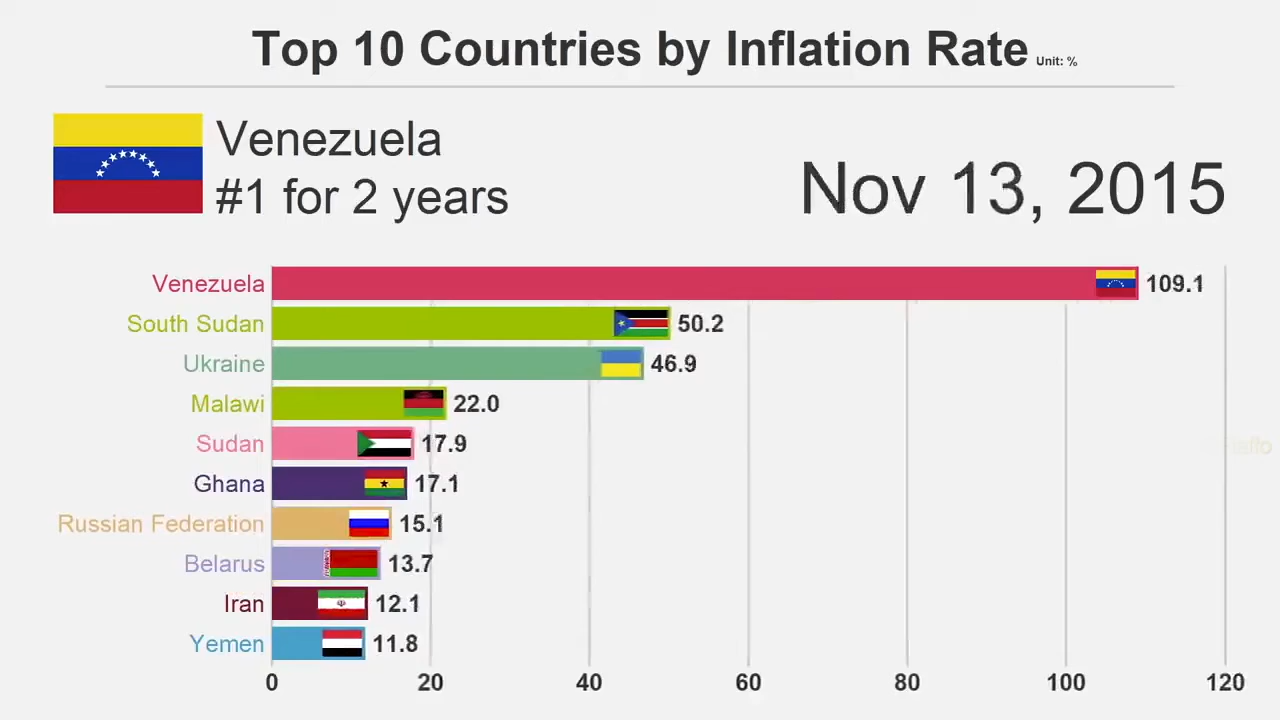 Top 10 Countries by Inflation Rate Unit: %
Venezuela
#1 for 2 years
Nov 13, 2015
Venezuela 109.1
South Sudan 50.2
Ukraine 46.9
Malawi 22.0
Sudan 17.9
Ghana 17.1
Russian Federation 15.1
Belarus 13.7
Iran 12.1
Yemen 11.8
0 20 40 60 80 100 120